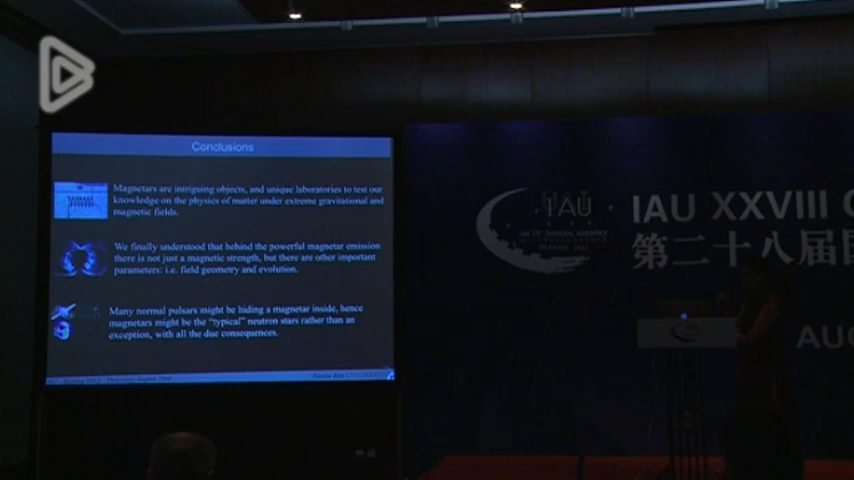 Conclusions
Magnetars are intriguing objects, and unique laboratories to test our
knowledge on the physics of matter under extreme gravitational and
magnetic fields.
We finally understood that behind the powerful magnetar emission
there is not just a magnetic strength, but there are other important
parameters: i.e. field geometry and evolution.
Many normal pulsars might be hiding a magnetar inside, hence
magnetars might be the "typical" neutron stars rather than an
exception, with all the due consequences.
IAU
IAU XXVIII
第二十八届国
AUG